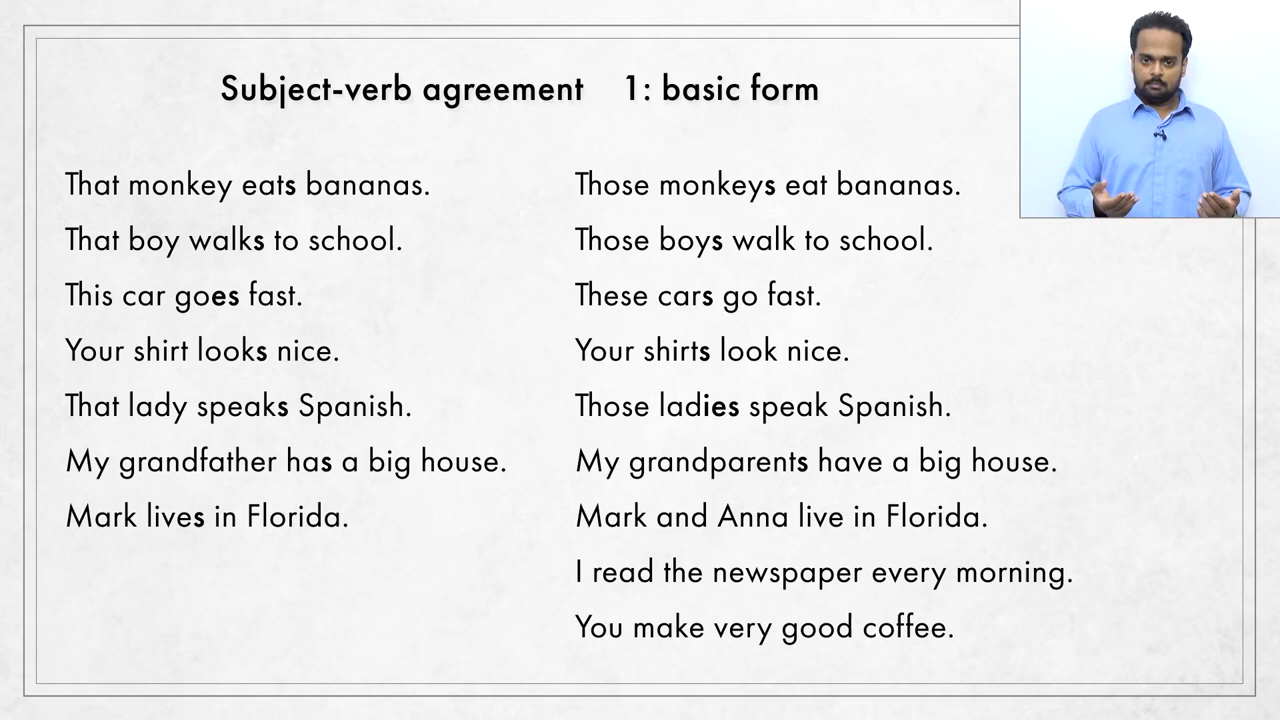 Subject-verb agreement 1: basic form
That monkey eats bananas.
That boy walks to school.
This car goes fast.
Your shirt looks nice.
That lady speaks Spanish.
My grandfather has a big house.
Mark lives in Florida.
Those monkeys eat bananas.
Those boys walk to school.
These cars go fast.
Your shirts look nice.
Those ladies speak Spanish.
My grandparents have a big house.
Mark and Anna live in Florida.
I read the newspaper every morning.
You make very good coffee.